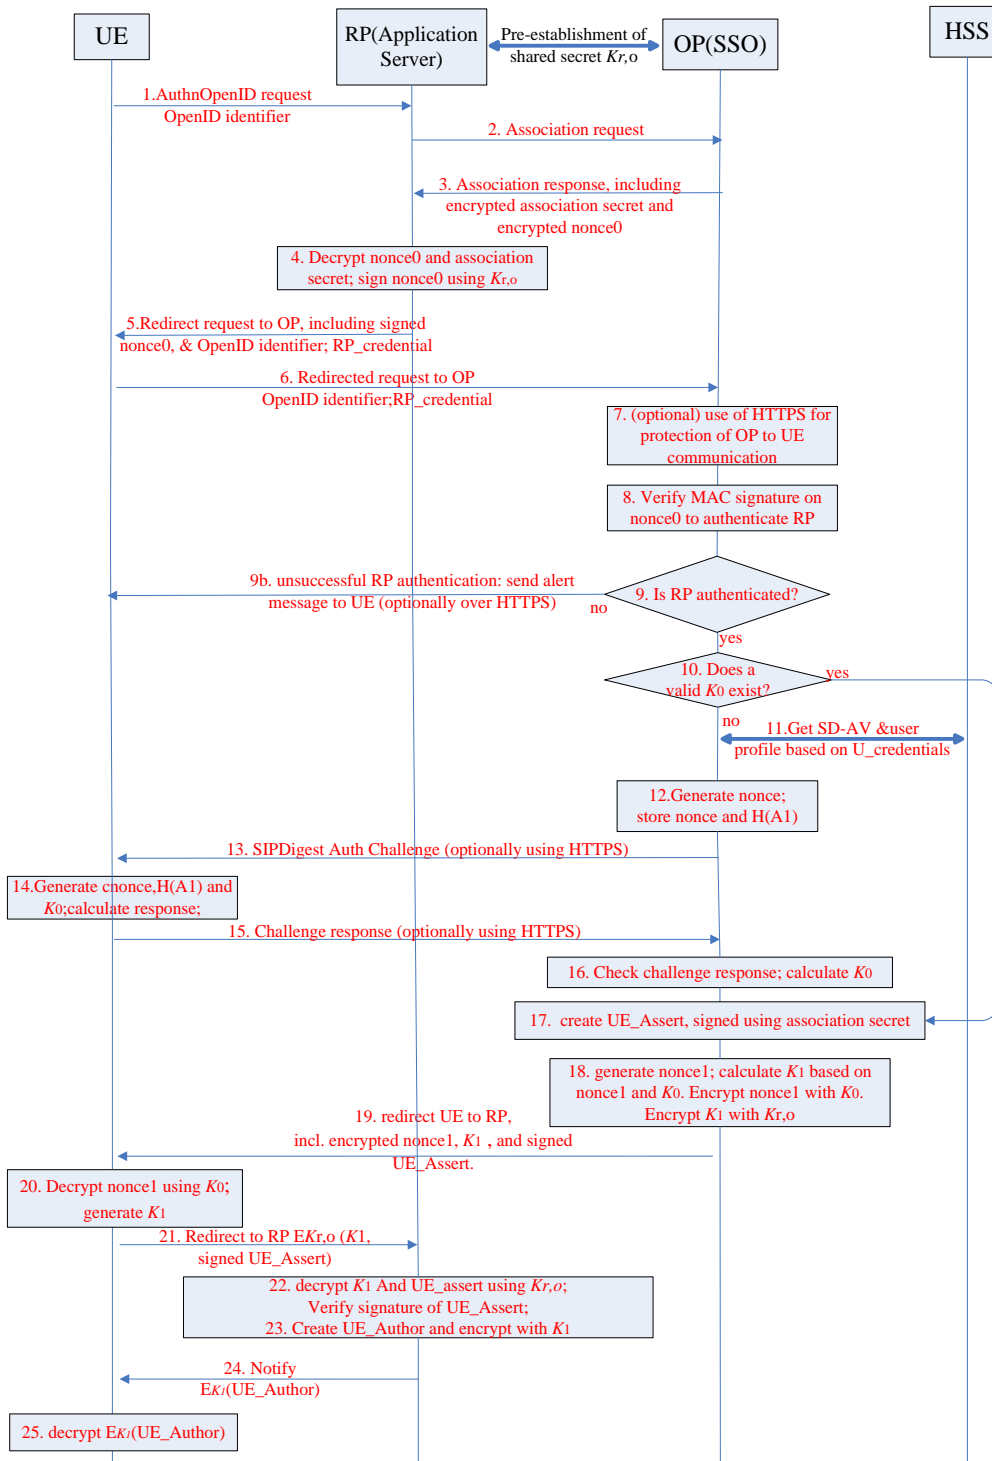 UE
RP(Application
Server)
Pre-establishment of
shared secret Kr,o
OP(SSO)
HSS
1.AuthnOpenID request
OpenID identifier
2. Association request
3. Association response, including
encrypted association secret and
encrypted nonce0
4. Decrypt nonce0 and association
secret; sign nonce0 using Kr,o
5.Redirect request to OP, including signed
nonce0, & OpenID identifier; RP_credential
6. Redirected request to OP
OpenID identifier;RP_credential
7. (optional) use of HTTPS for
protection of OP to UE
communication
8. Verify MAC signature on
nonce0 to authenticate RP
9b. unsuccessful RP authentication: send alert
message to UE (optionally over HTTPS)
no
9. Is RP authenticated?
yes
10. Does a
valid K0 exist?
yes
no
11.Get SD-AV &user
profile based on U_credentials
12.Generate nonce;
store nonce and H(A1)
13. SIPDigest Auth Challenge (optionally using HTTPS)
14.Generate cnonce,H(A1) and
K0;calculate response;
15. Challenge response (optionally using HTTPS)
16. Check challenge response; calculate K0
17. create UE_Assert, signed using association secret
18. generate nonce1; calculate K1 based on
nonce1 and K0. Encrypt nonce1 with K0.
Encrypt K1 with Kr,o
19. redirect UE to RP,
incl. encrypted nonce1, K1 , and signed
UE_Assert.
20. Decrypt nonce1 using K0;
generate K1
21. Redirect to RP EKr,o (K1,
signed UE_Assert)
22. decrypt K1 And UE_assert using Kr,o;
Verify signature of UE_Assert;
23. Create UE_Author and encrypt with K1
24. Notify
EK1(UE_Author)
25. decrypt EK1(UE_Author)